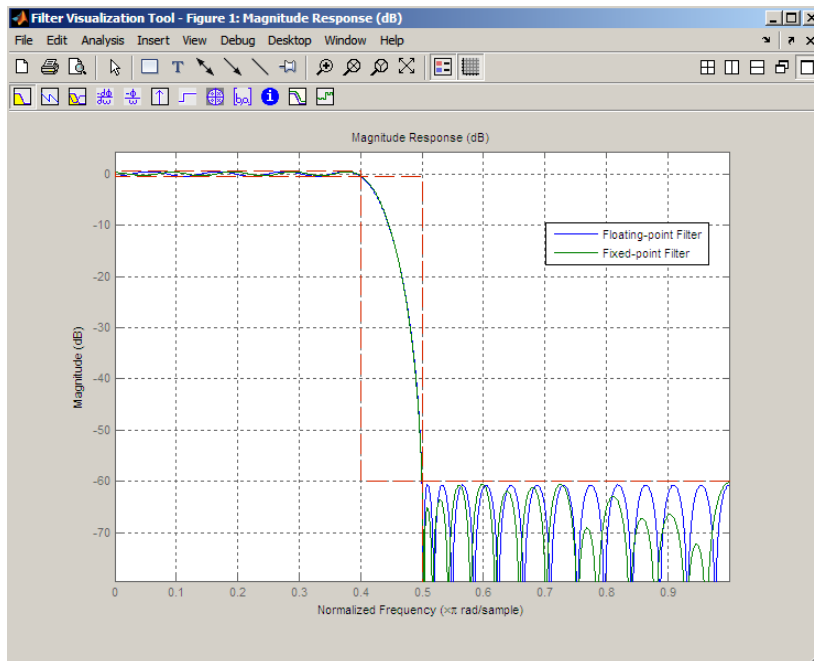 Filter Visualization Tool - Figure 1: Magnitude Response (dB)
File Edit Analysis Insert View Debug Desktop Window Help
Magnitude Response (dB)
0
-10
-20
-30
-40
-50
-60
-70
Magnitude (dB)
Floating-point Filter
Fixed-point Filter
0 0.1 0.2 0.3 0.4 0.5 0.6 0.7 0.8 0.9
Normalized Frequency (×π rad/sample)